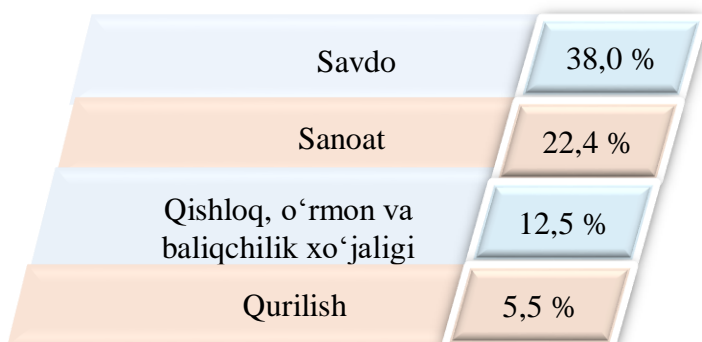 Savdo 38,0 %
Sanoat 22,4 %
Qishloq, o‘rmon va
baliqchilik xo‘jaligi 12,5 %
Qurilish 5,5 %